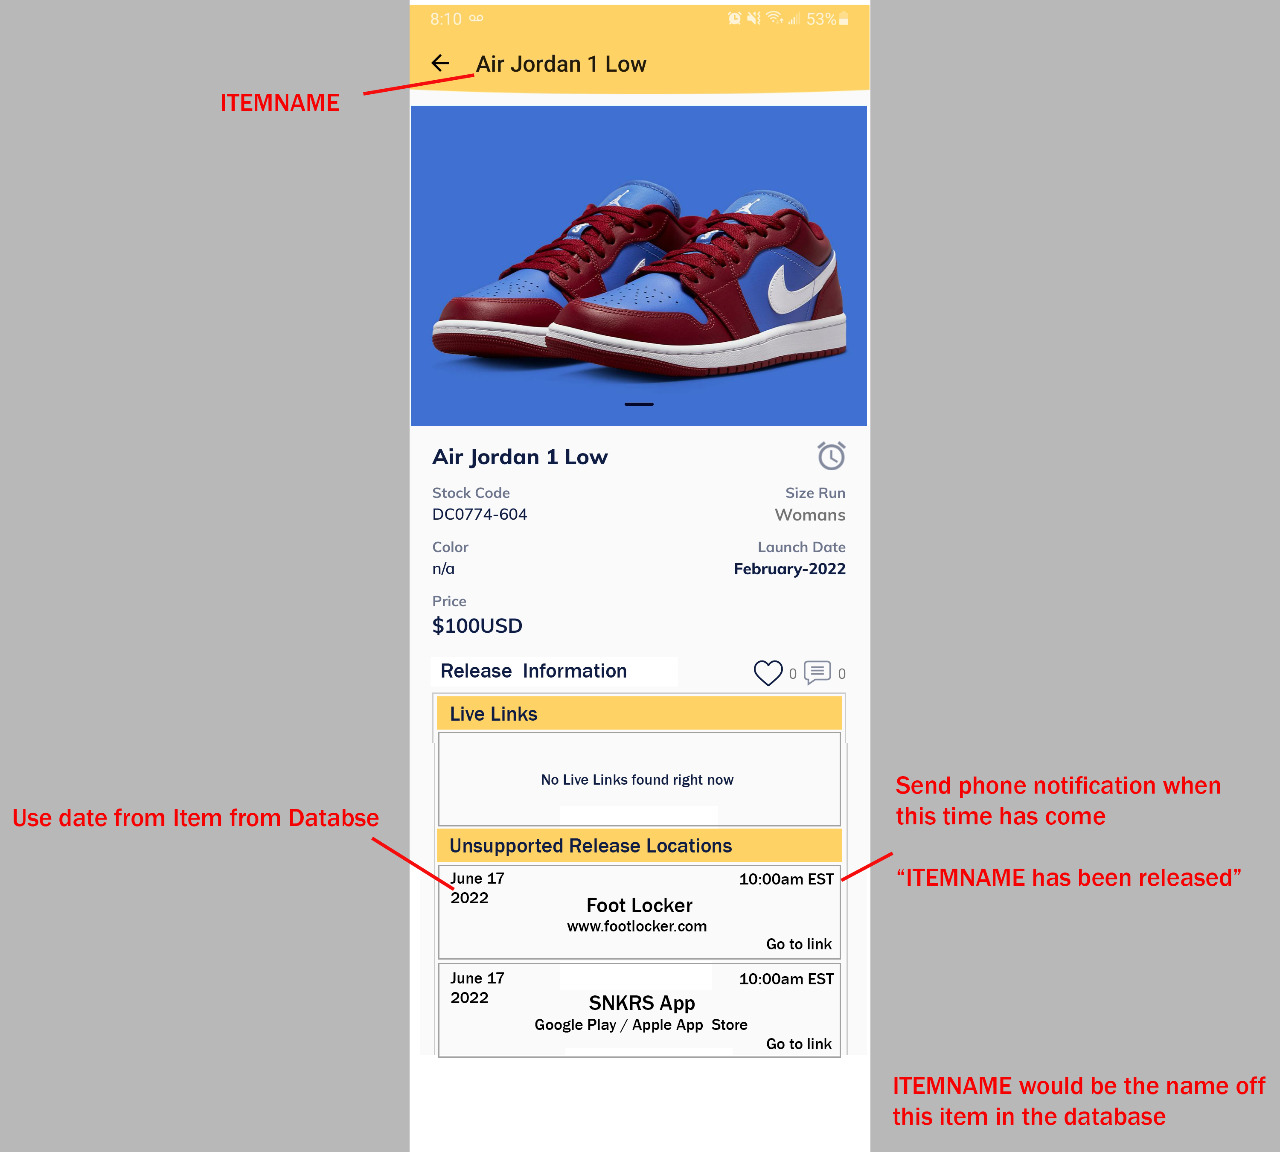 8:10
53%
Air Jordan 1 Low
ITEMNAME
Air Jordan 1 Low
Stock Code
Size Run
DC0774-604
Womans
Color
Launch Date
n/a
February-2022
Price
$100USD
Release Information
0
0
Live Links
No Live Links found right now
Use date from Item from Databse
Send phone notification when
this time has come
"ITEMNAME has been released"
Unsupported Release Locations
June 17
10:00am EST
2022
Foot Locker
www.footlocker.com
Go to link
June 17
10:00am EST
2022
SNKRS App
Google Play / Apple App Store
Go to link
ITEMNAME would be the name off
this item in the database